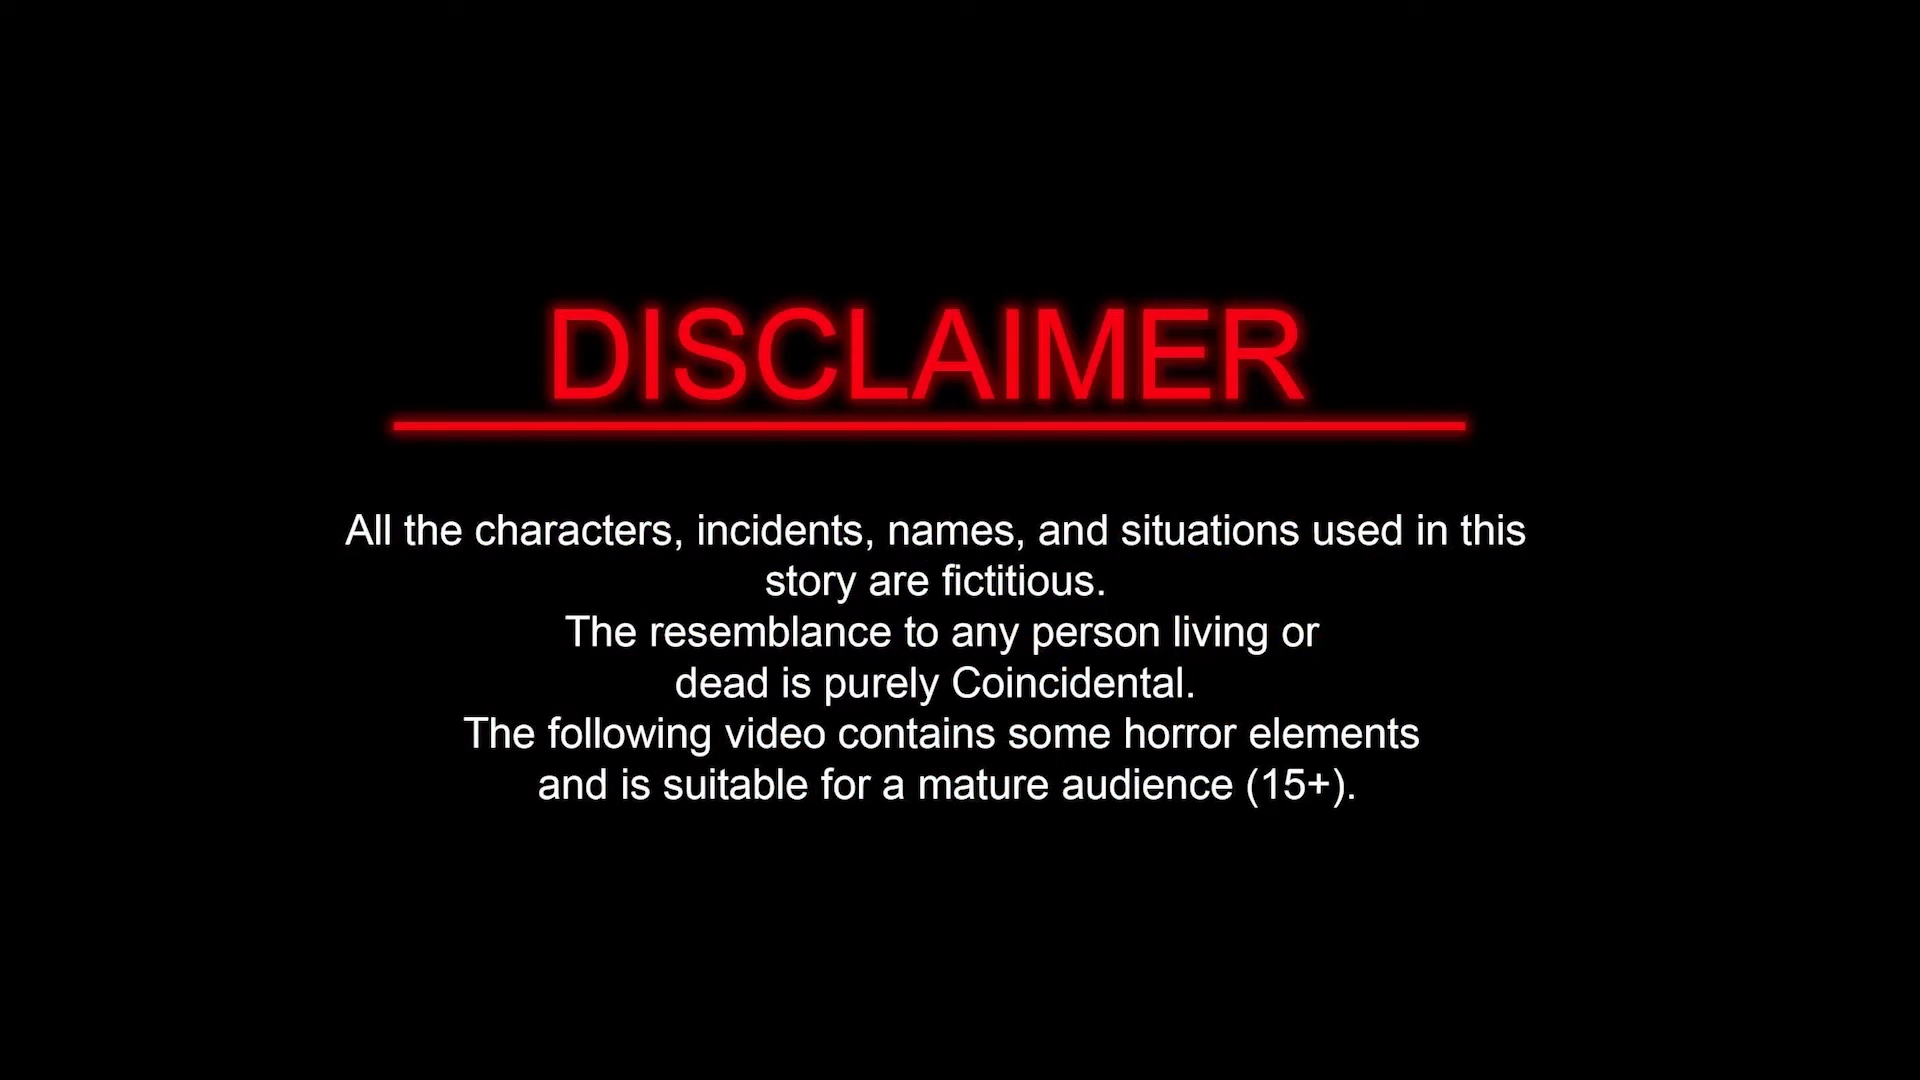 DISCLAIMER
All the characters, incidents, names, and situations used in this
story are fictitious.
The resemblance to any person living or
dead is purely Coincidental.
The following video contains some horror elements
and is suitable for a mature audience (15+).